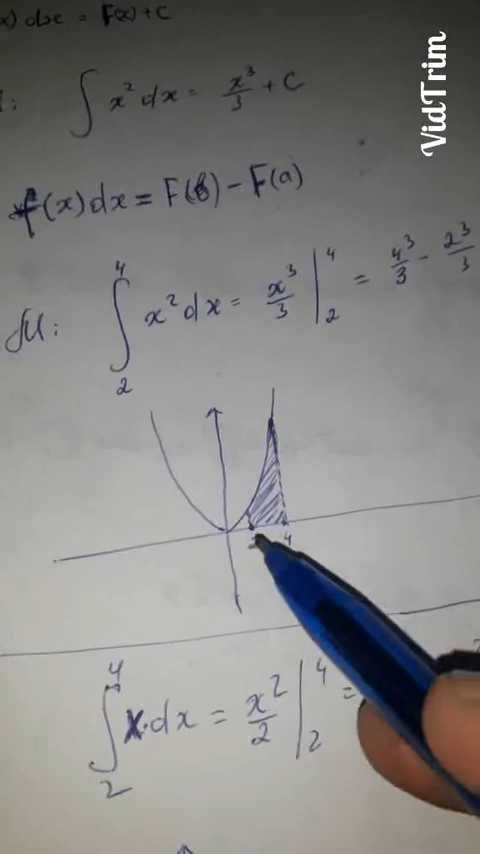 x) dx = F(x) + C
∫ x² dx = x³/3 + C
f(x) dx = F(b) - F(a)
M: ∫₂⁴ x² dx = x³/3 |₂⁴ = 4³/3 - 2³/3
2 4
∫₂⁴ x·dx = x²/2 |₂⁴ =
VidTrim